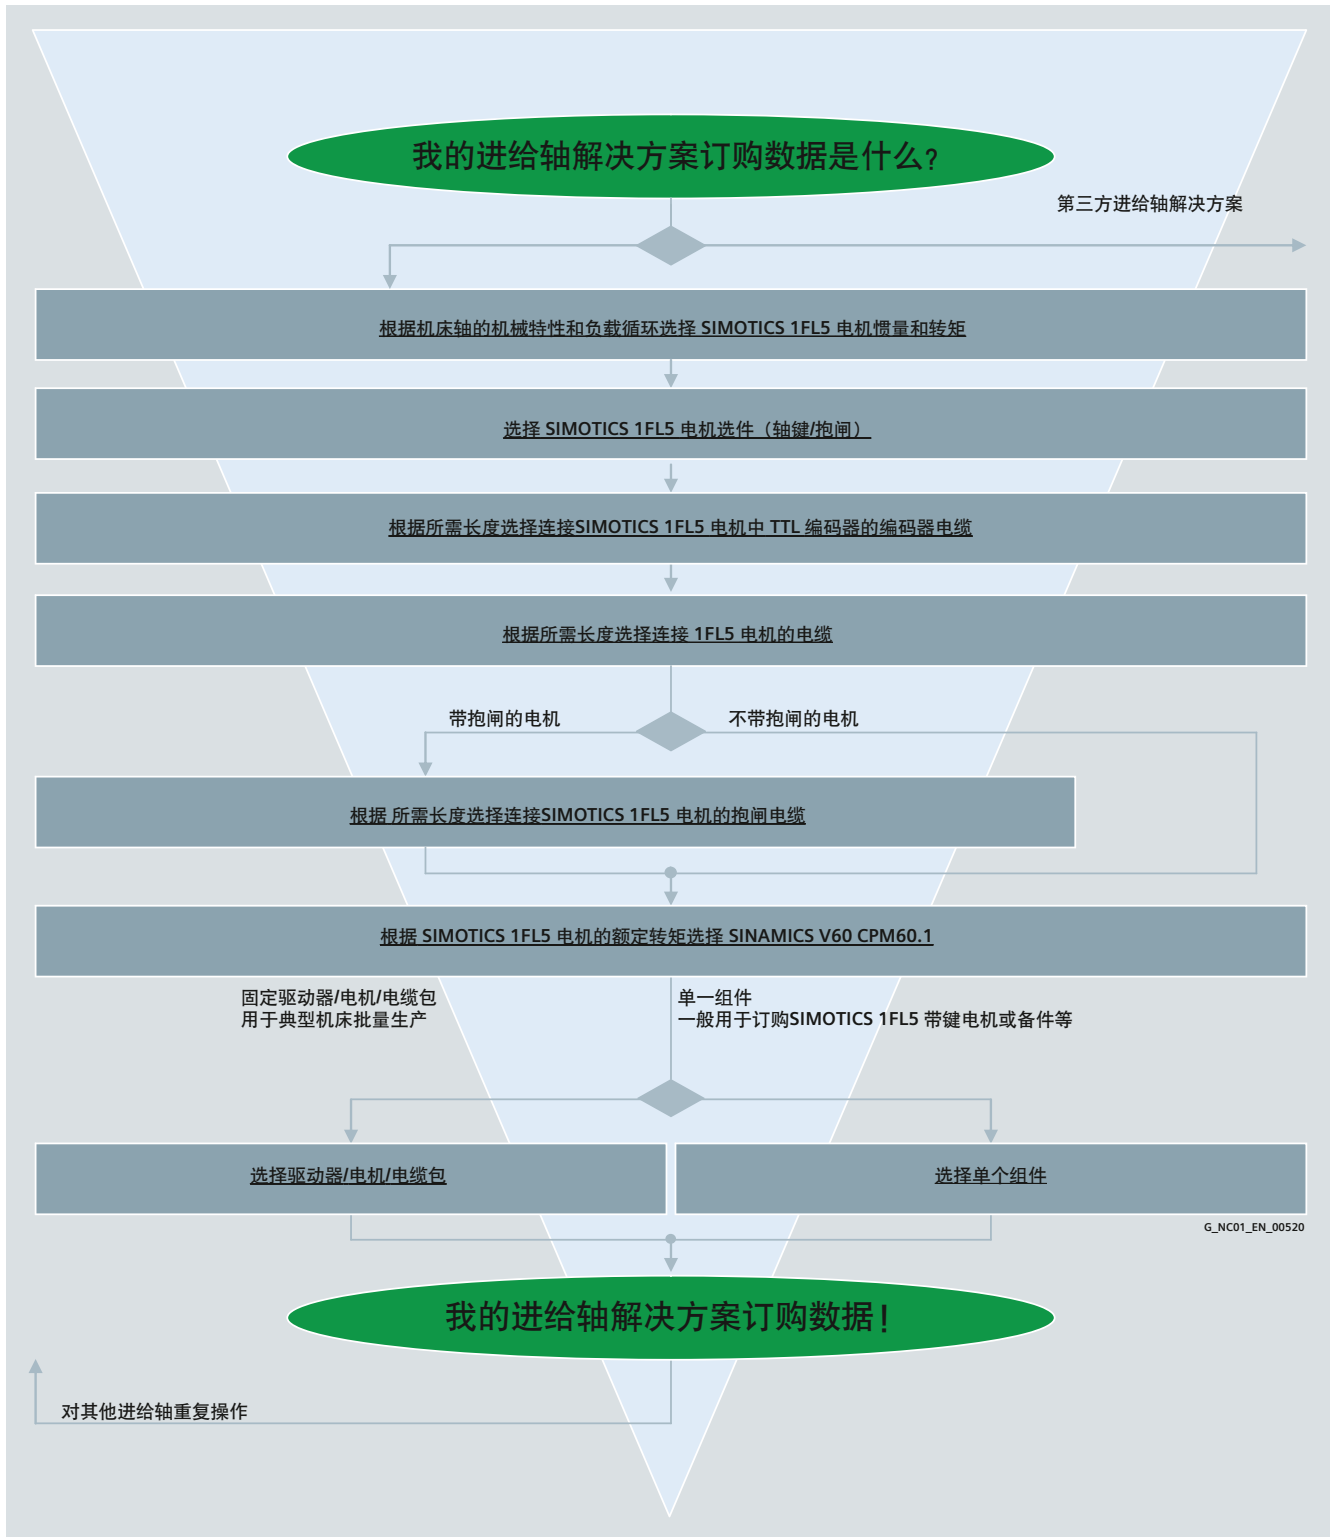 我的进给轴解决方案订购数据是什么?
第三方进给轴解决方案
根据机床轴的机械特性和负载循环选择 SIMOTICS 1FL5 电机惯量和转矩
选择 SIMOTICS 1FL5 电机选件（轴键/抱闸）
根据所需长度选择连接SIMOTICS 1FL5 电机中 TTL 编码器的编码器电缆
根据所需长度选择连接 1FL5 电机的电缆
带抱闸的电机
不带抱闸的电机
根据 所需长度选择连接SIMOTICS 1FL5 电机的抱闸电缆
根据 SIMOTICS 1FL5 电机的额定转矩选择 SINAMICS V60 CPM60.1
固定驱动器/电机/电缆包
用于典型机床批量生产
单一组件
一般用于订购SIMOTICS 1FL5 带键电机或备件等
选择驱动器/电机/电缆包
选择单个组件
G_NC01_EN_00520
我的进给轴解决方案订购数据！
对其他进给轴重复操作